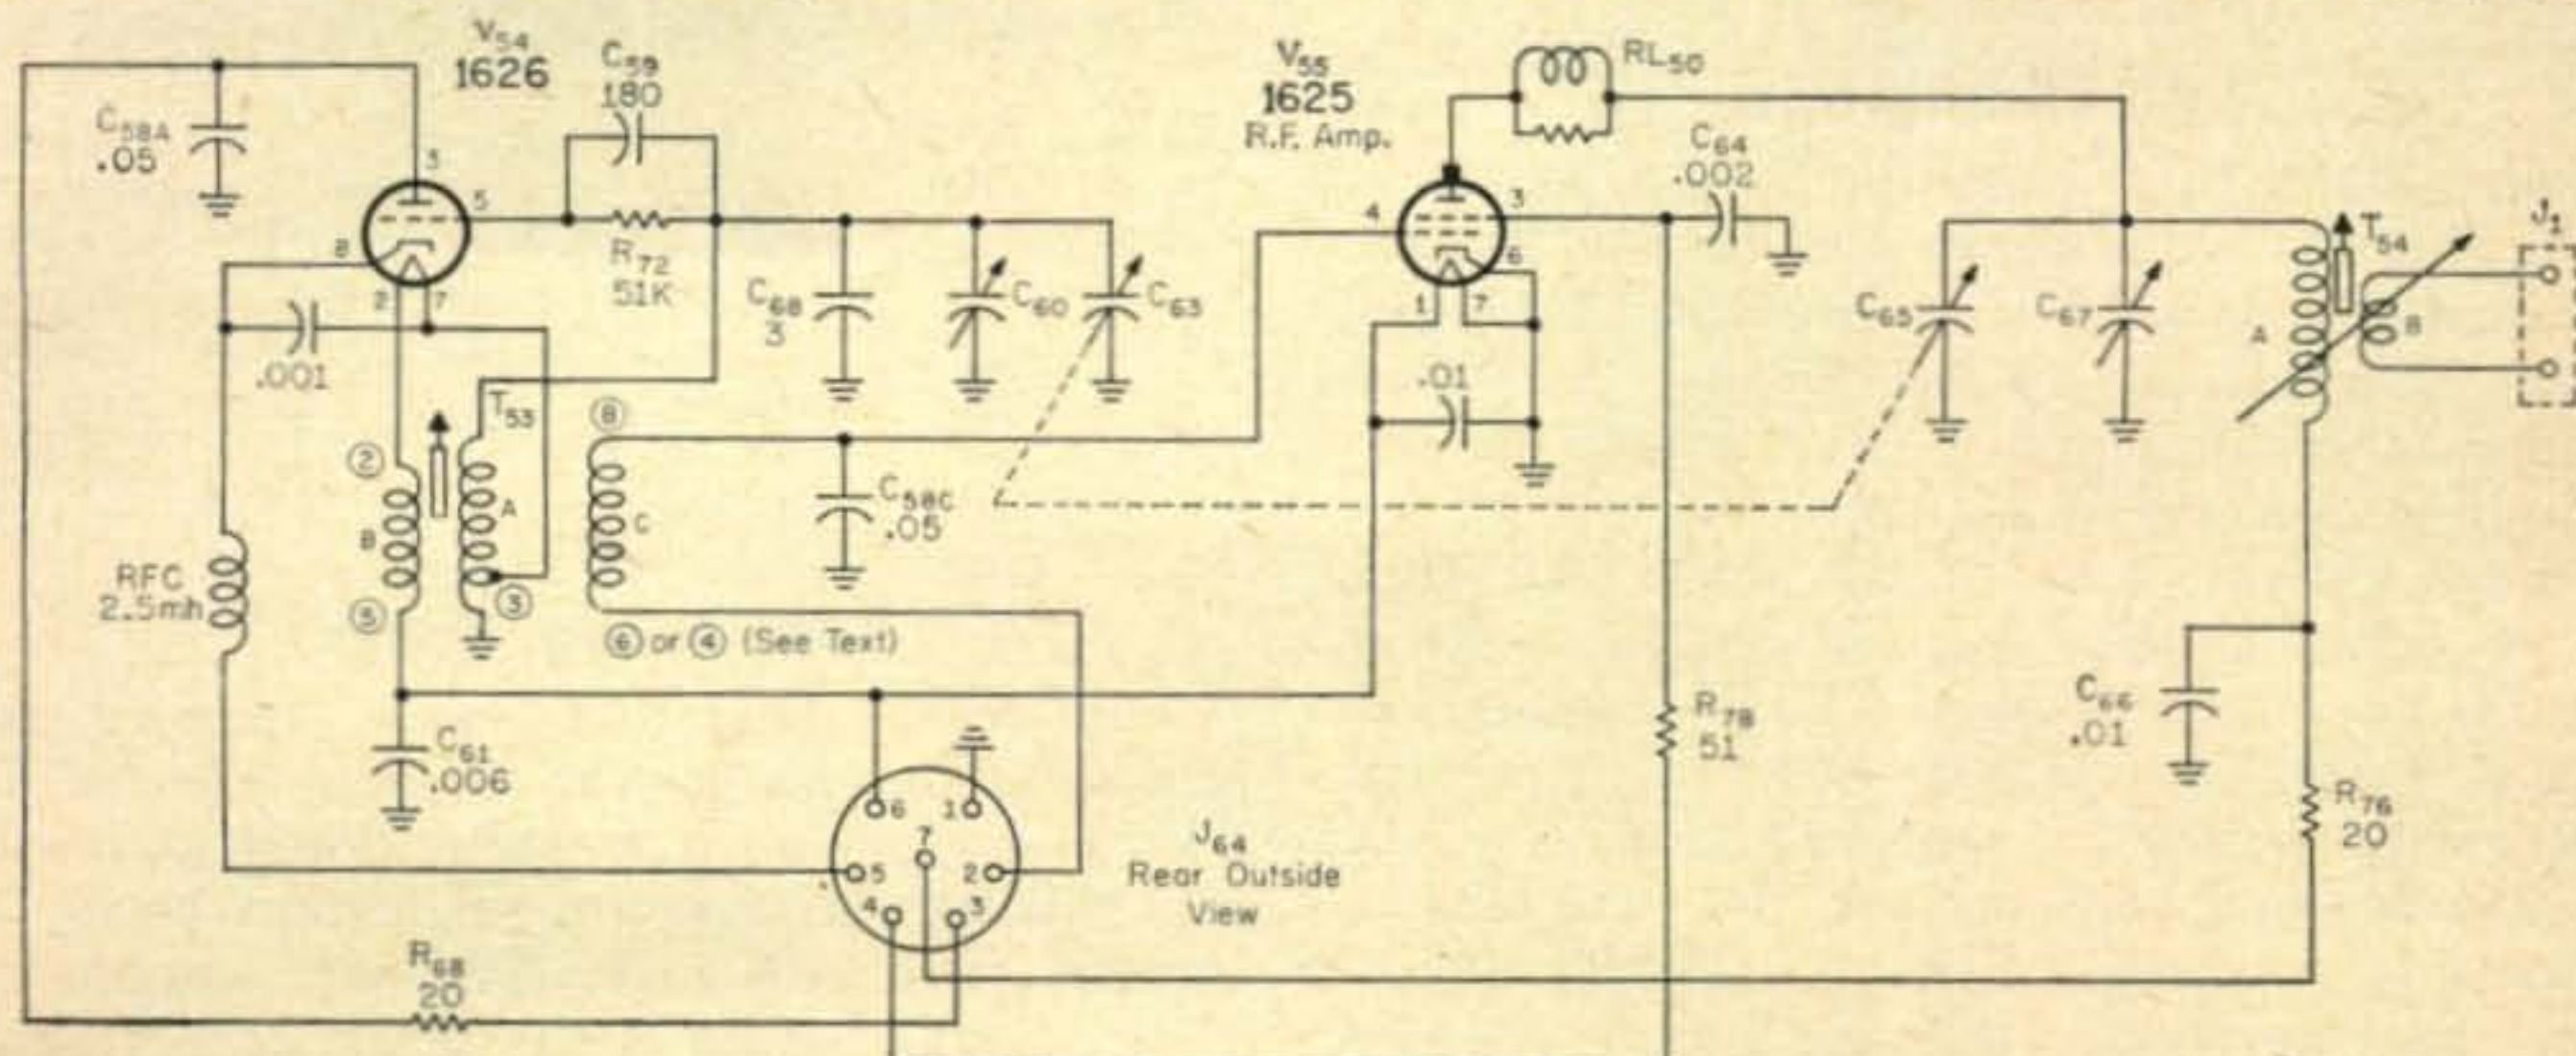 V54
1626
C59
180
C58A
.05
3
5
8
2
7
R72
51K
.001
C68
3
C60
C63
V55
1625
R.F. Amp.
RL50
C64
.002
4
3
6
1
7
.01
C65
C67
T54
A
B
J1
T53
②
B
⑤
A
③
⑧
C
⑥ or ④ (See Text)
C58C
.05
RFC
2.5mh
C61
.006
6
1
7
5
2
4
3
J64
Rear Outside
View
R78
51
C66
.01
R76
20
R68
20